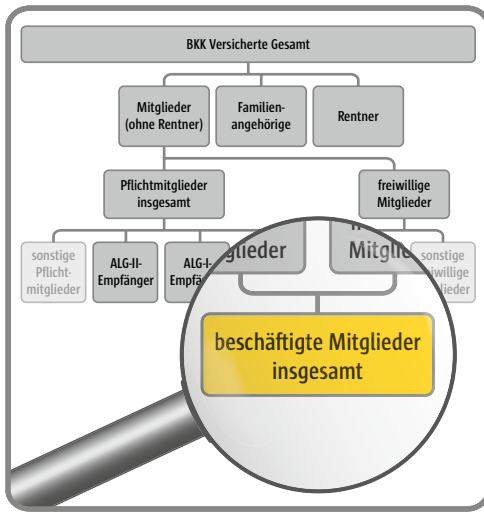 BKK Versicherte Gesamt
Mitglieder
(ohne Rentner)
Familien-
angehörige
Rentner
Pflichtmitglieder
insgesamt
freiwillige
Mitglieder
sonstige
Pflicht-
mitglieder
ALG-II-
Empfänger
ALG-I-
Empfä
glieder
Mitglie
sonstige
eiwillige
lieder
beschäftigte Mitglieder
insgesamt